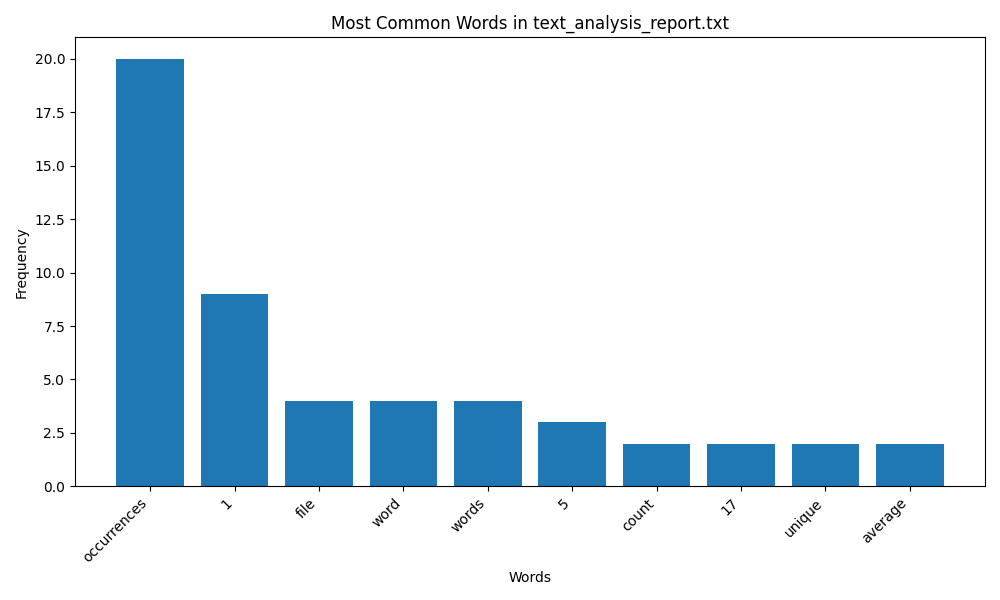 Most Common Words in text_analysis_report.txt
Frequency
20.0
17.5
15.0
12.5
10.0
7.5
5.0
2.5
0.0
occurrences
1
file
word
words
5
count
17
unique
average
Words